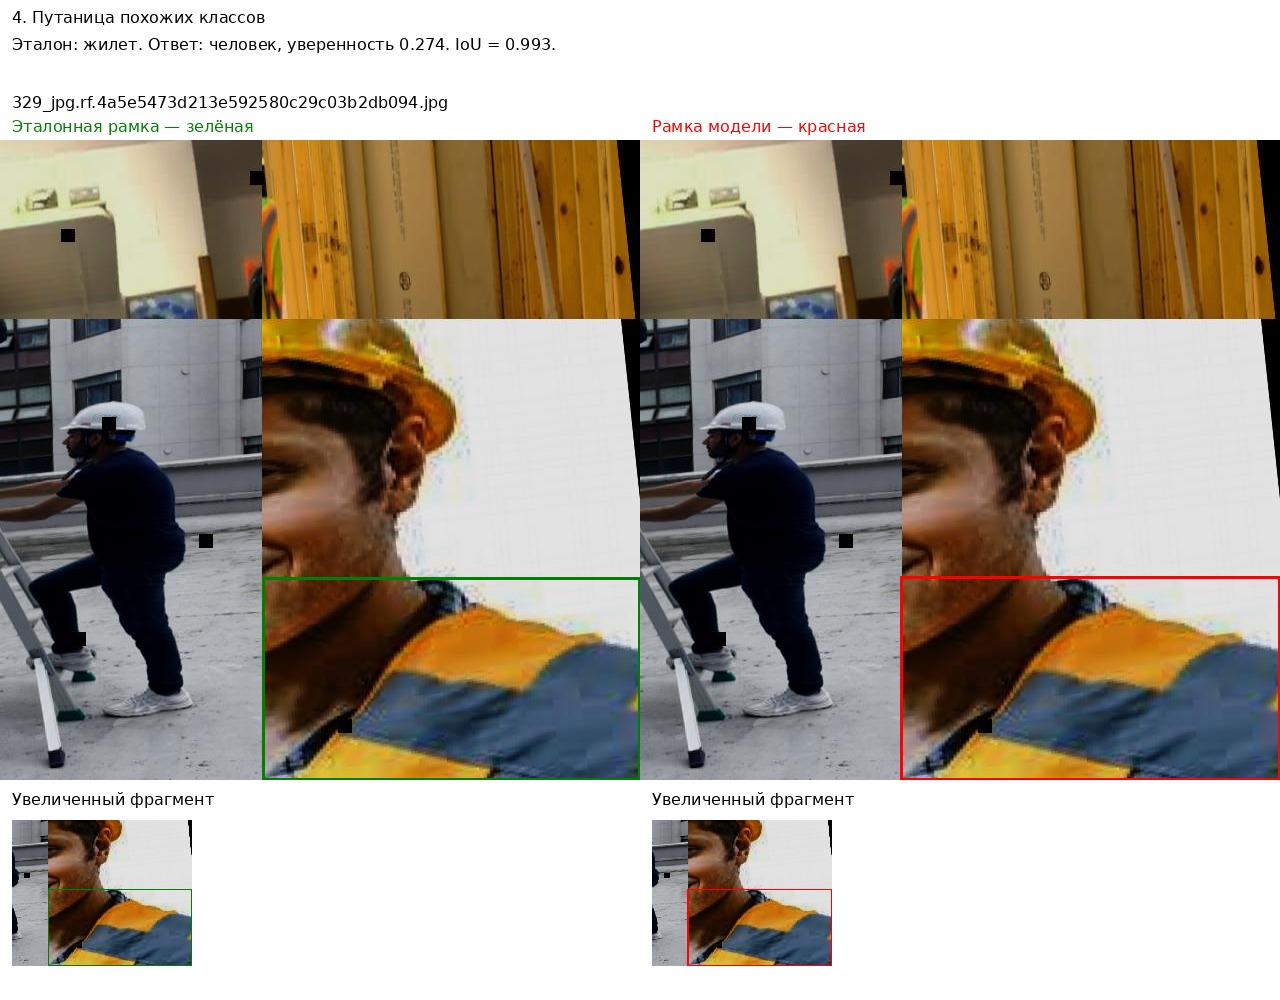 4. Путаница похожих классов
Эталон: жилет. Ответ: человек, уверенность 0.274. IoU = 0.993.
329_jpg.rf.4a5e5473d213e592580c29c03b2db094.jpg
Эталонная рамка — зелёная
Рамка модели — красная
Увеличенный фрагмент
Увеличенный фрагмент